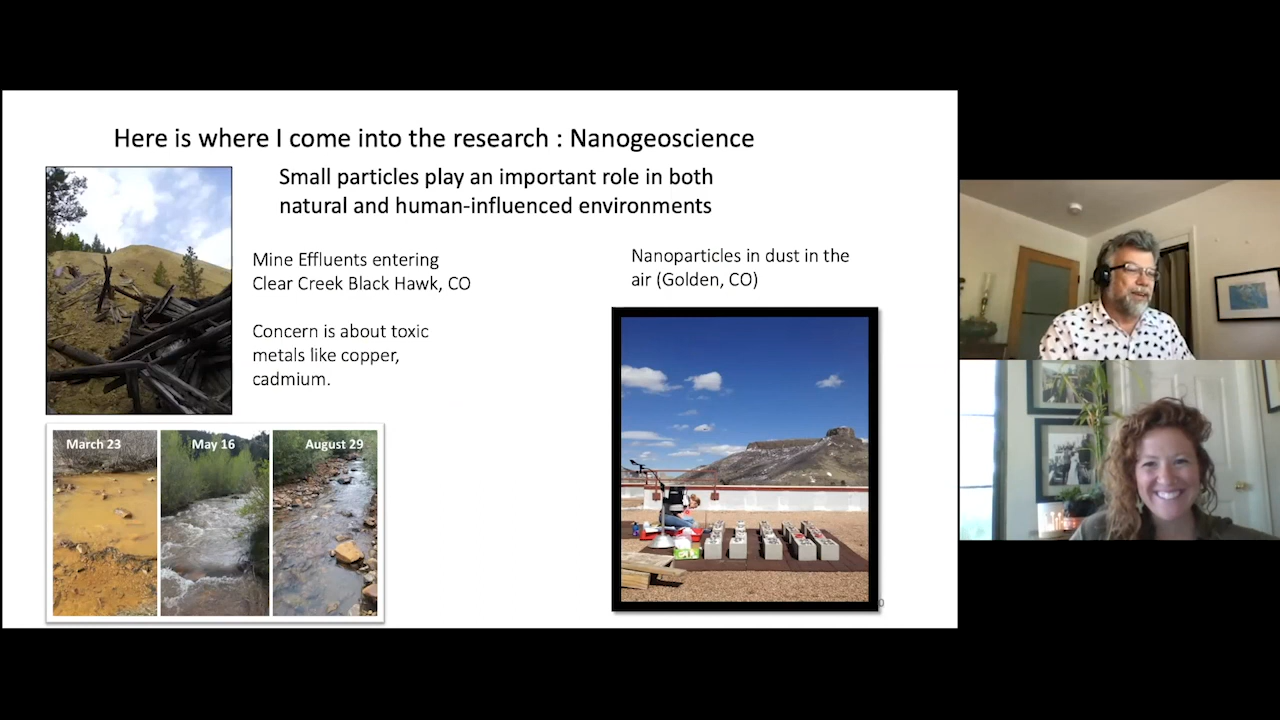 Here is where I come into the research : Nanogeoscience
Small particles play an important role in both
natural and human-influenced environments
Mine Effluents entering
Clear Creek Black Hawk, CO
Concern is about toxic
metals like copper,
cadmium.
Nanoparticles in dust in the
air (Golden, CO)
March 23
May 16
August 29